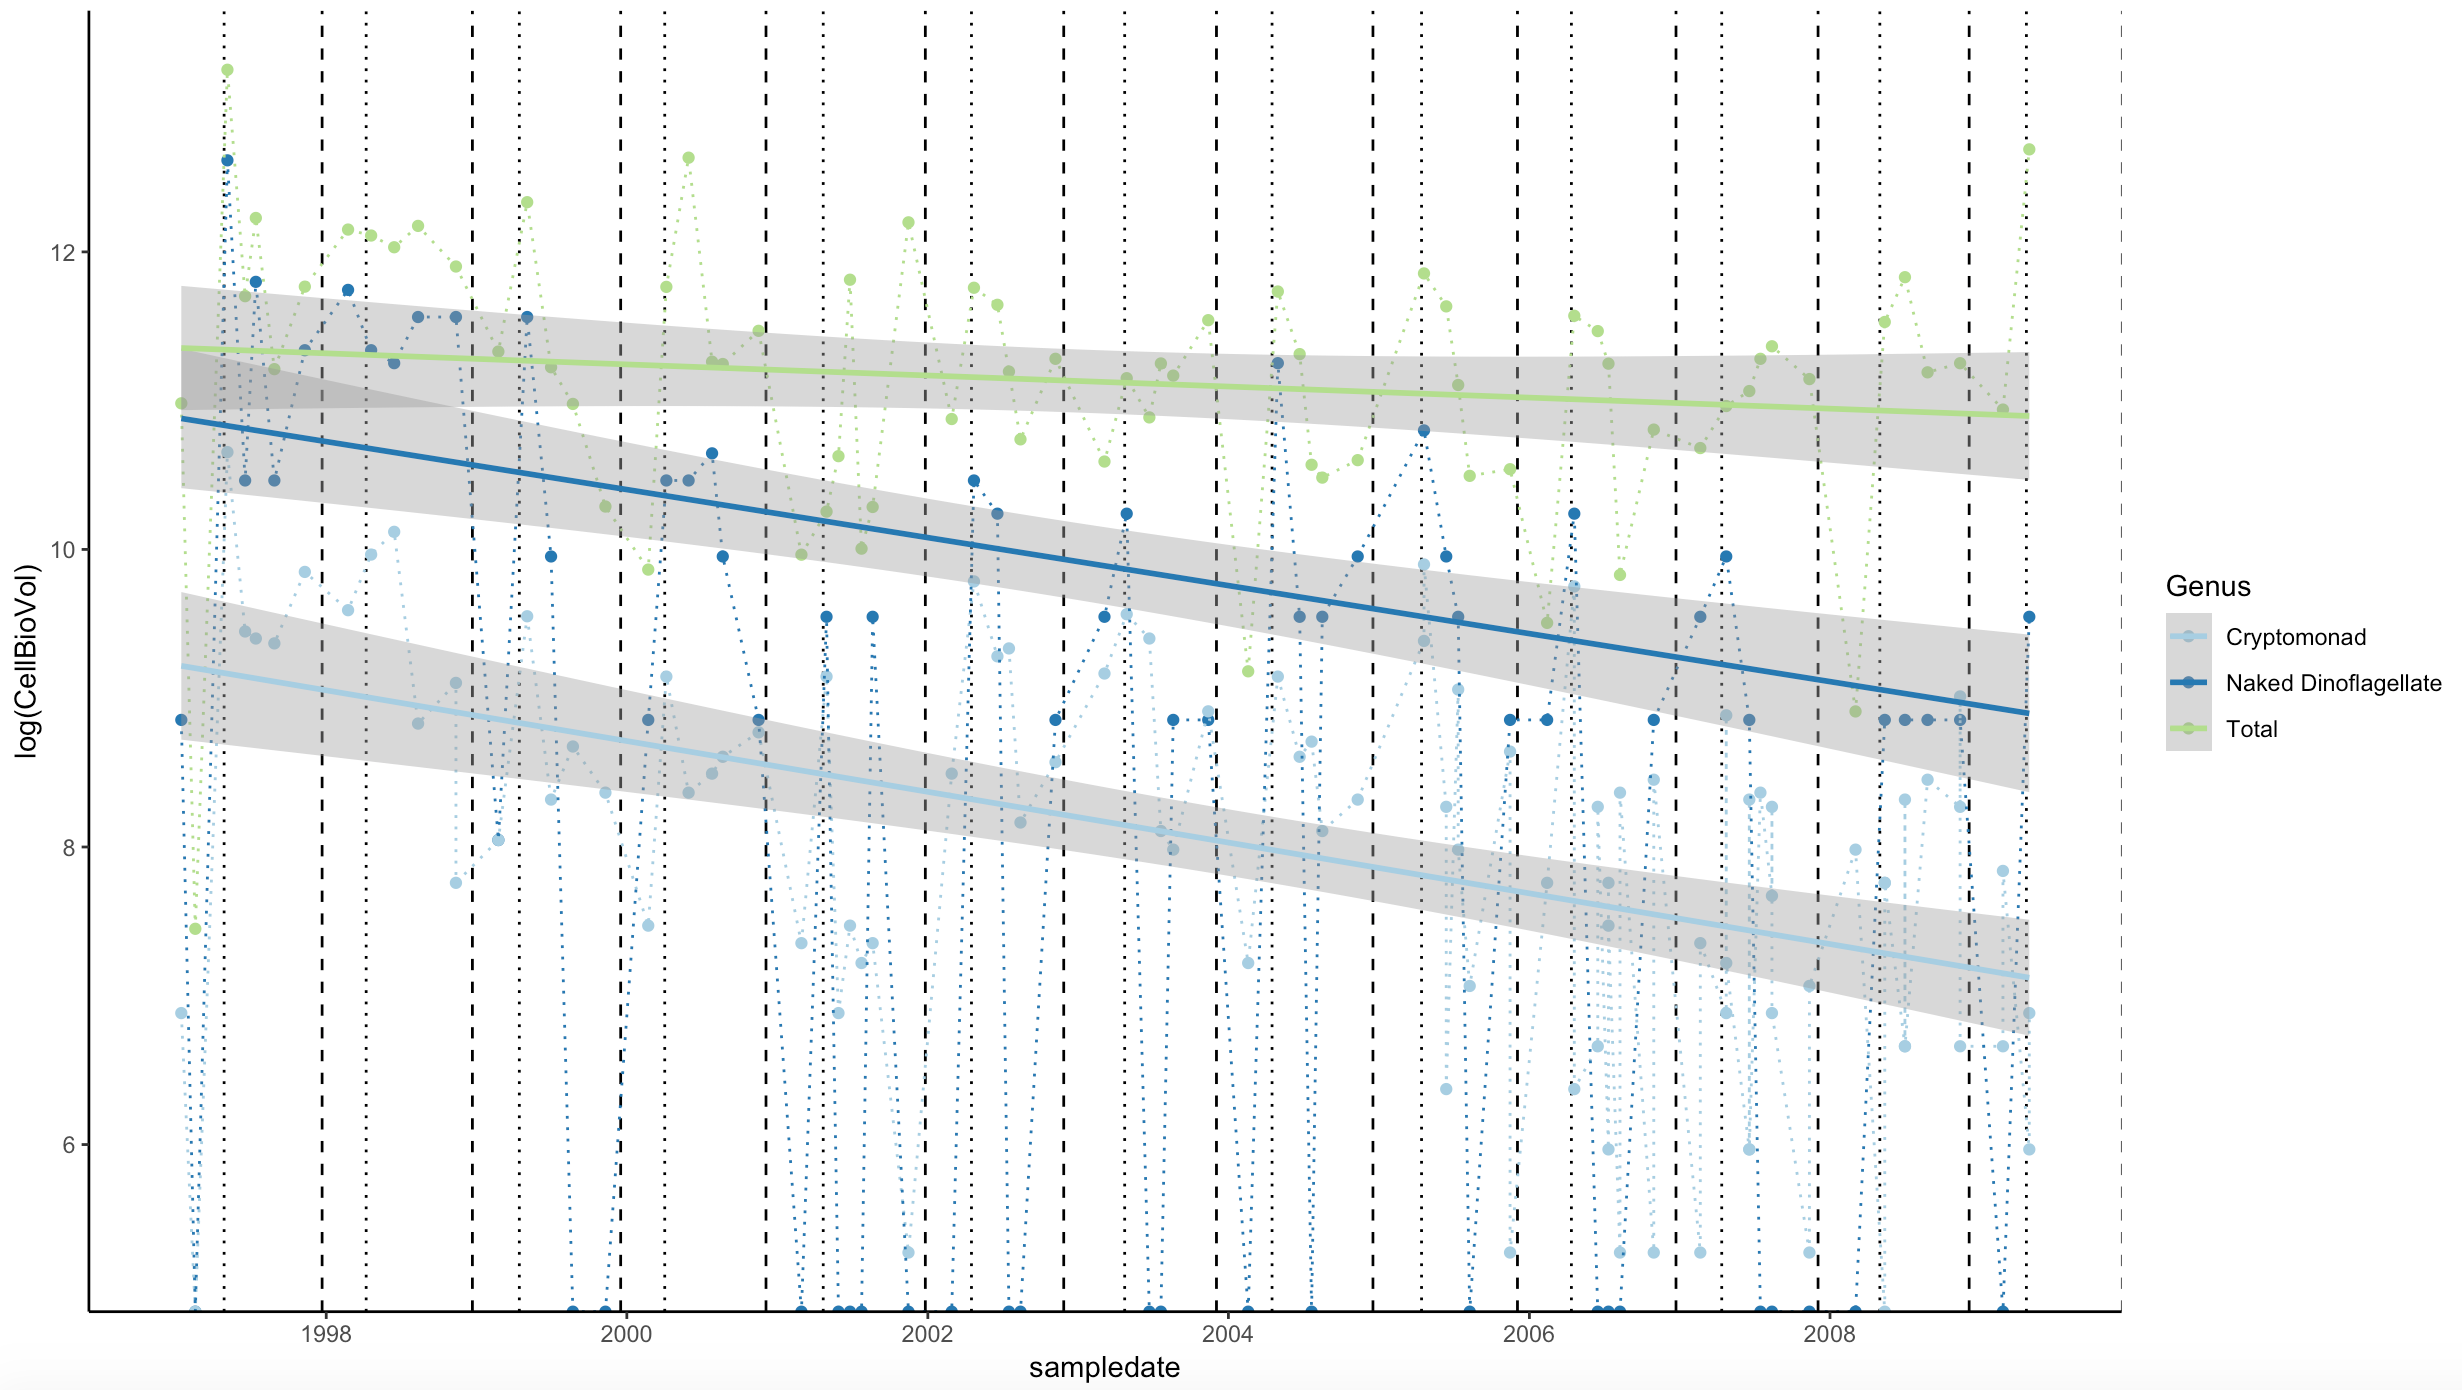 12
10
8
6
log(CellBioVol)
1998
2000
2002
2004
2006
2008
sampledate
Genus
Cryptomonad
Naked Dinoflagellate
Total